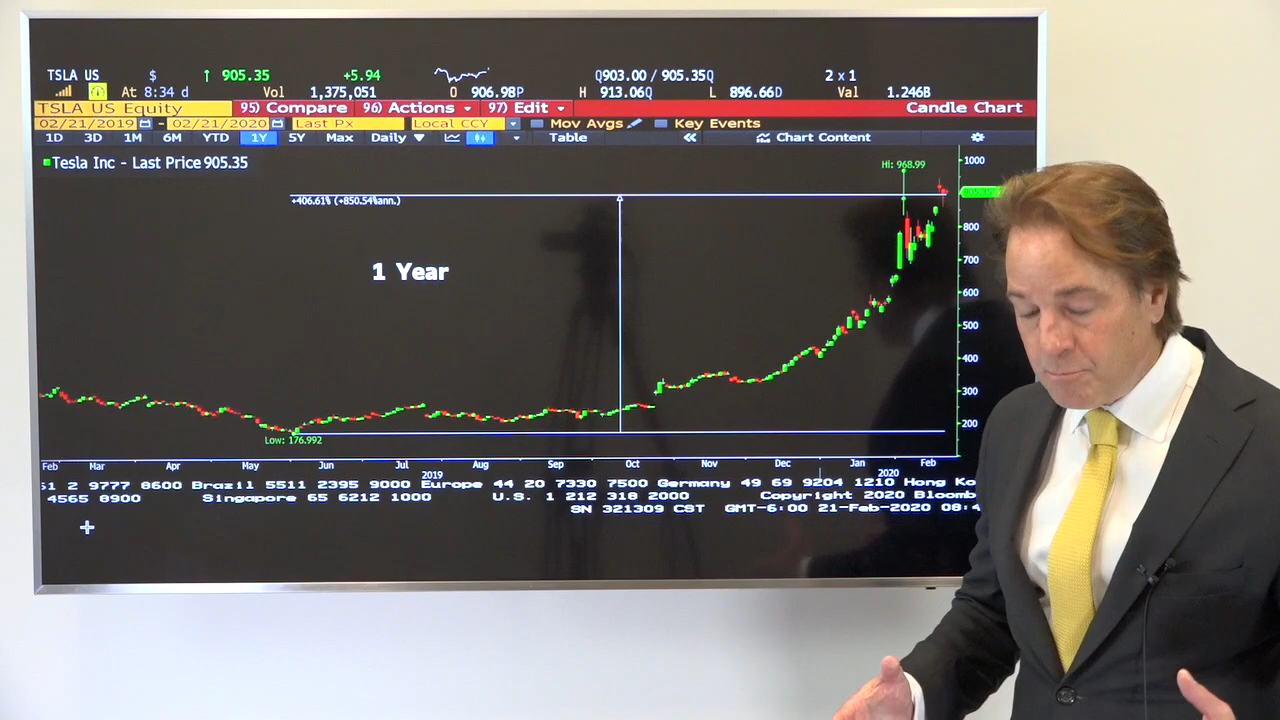 TSLA US $ ↑ 905.35 +5.94 Q903.00 / 905.35Q 2 x 1
At 8:34 d Vol 1,375,051 O 906.98P H 913.06Q L 896.66D Val 1.246B
TSLA US Equity 95) Compare 96) Actions 97) Edit Candle Chart
02/21/2019 - 02/21/2020 Last Px Local CCY Mov Avgs Key Events
1D 3D 1M 6M YTD 1Y 5Y Max Daily ▼ Table « Chart Content
Tesla Inc - Last Price 905.35
Hi: 968.99
1000
905.35
+406.61% (+850.54%ann.)
800
1 Year
700
600
500
400
300
200
Low: 176.992
Feb Mar Apr May Jun Jul Aug Sep Oct Nov Dec Jan Feb
2019 2020
61 2 9777 8600 Brazil 5511 2395 9000 Europe 44 20 7330 7500 Germany 49 69 9204 1210 Hong Ko
4565 8900 Singapore 65 6212 1000 U.S. 1 212 318 2000 Copyright 2020 Bloomb
SN 321309 CST GMT-6:00 21-Feb-2020 08:4